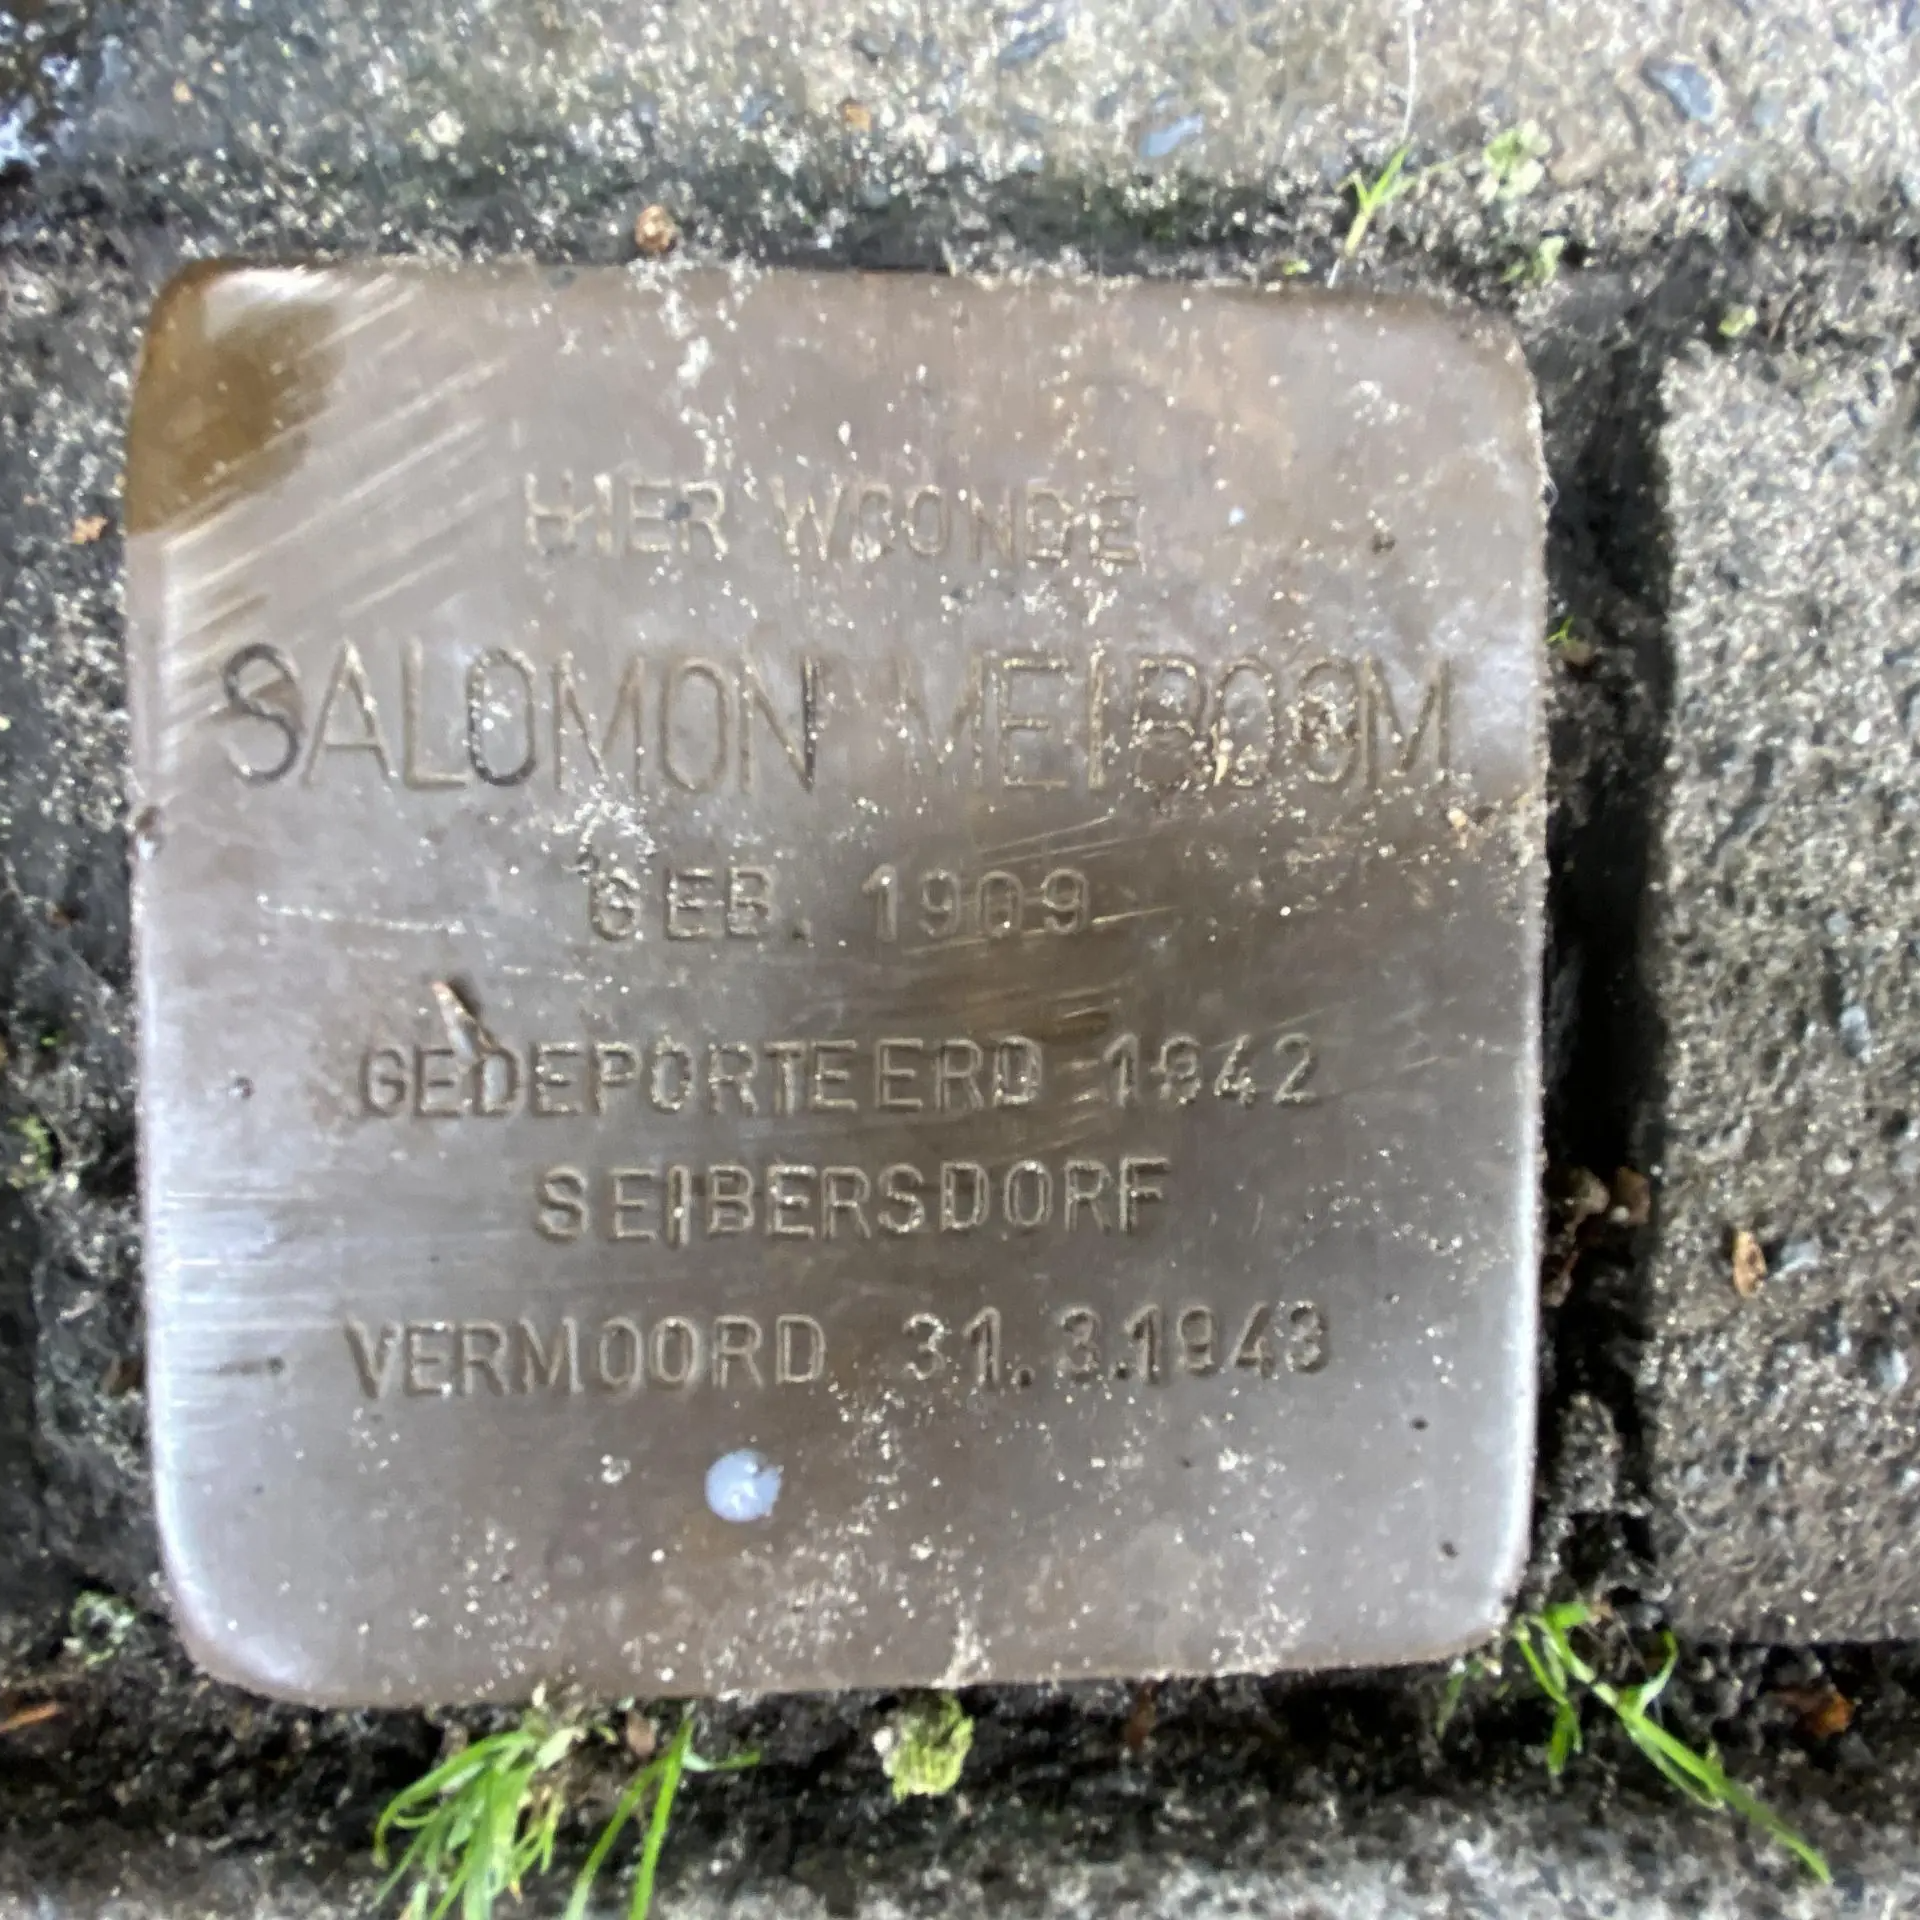 HIER WOONDE
SALOMON MEIBOOM
GEB. 1909
GEDEPORTEERD 1942
SEIBERSDORF
VERMOORD 31.3.1943